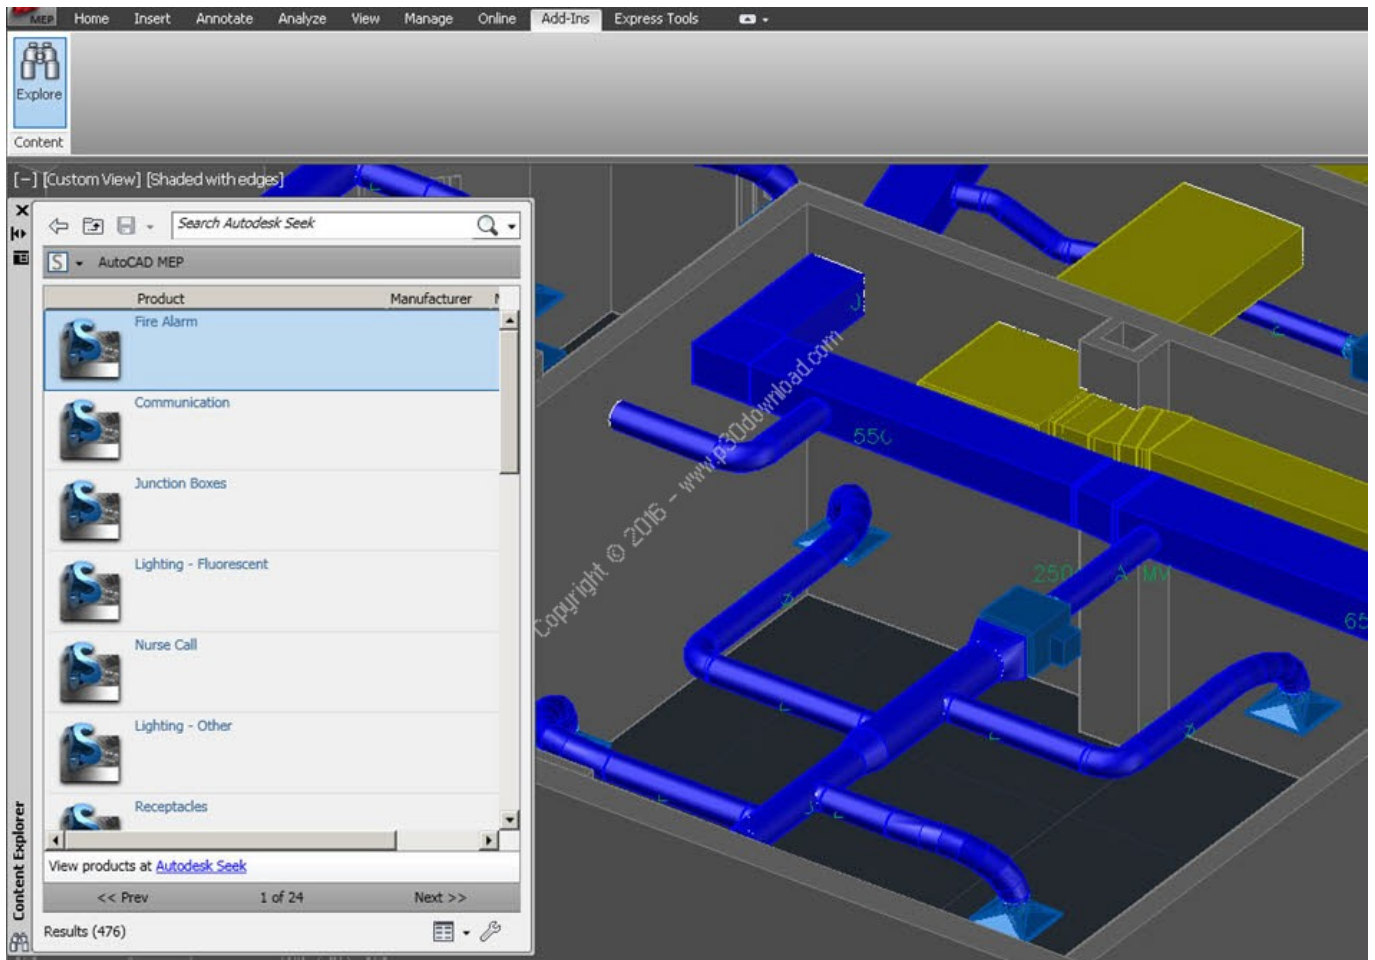 MEP Home Insert Annotate Analyze View Manage Online Add-Ins Express Tools
Explore
Content
[−] [Custom View] [Shaded with edges]
Search Autodesk Seek
S AutoCAD MEP
Product Manufacturer
Fire Alarm
Communication
Junction Boxes
Lighting - Fluorescent
Nurse Call
Lighting - Other
Receptacles
View products at Autodesk Seek
<< Prev 1 of 24 Next >>
Results (476)
Content Explorer
Copyright © 2016 - www.p30download.com
550
250
MV
65